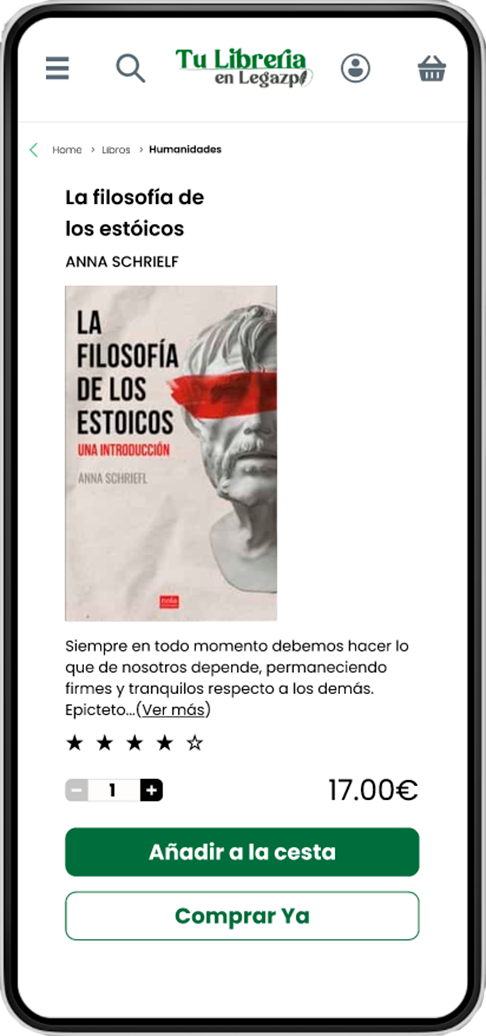 Tu Librería
en Legazpi
Home > Libros > Humanidades
La filosofía de
los estóicos
ANNA SCHRIELF
LA
FILOSOFÍA
DE LOS
ESTOICOS
UNA INTRODUCCIÓN
ANNA SCHRIEFL
nola
Siempre en todo momento debemos hacer lo
que de nosotros depende, permaneciendo
firmes y tranquilos respecto a los demás.
Epicteto...(Ver más)
1
17.00€
Añadir a la cesta
Comprar Ya